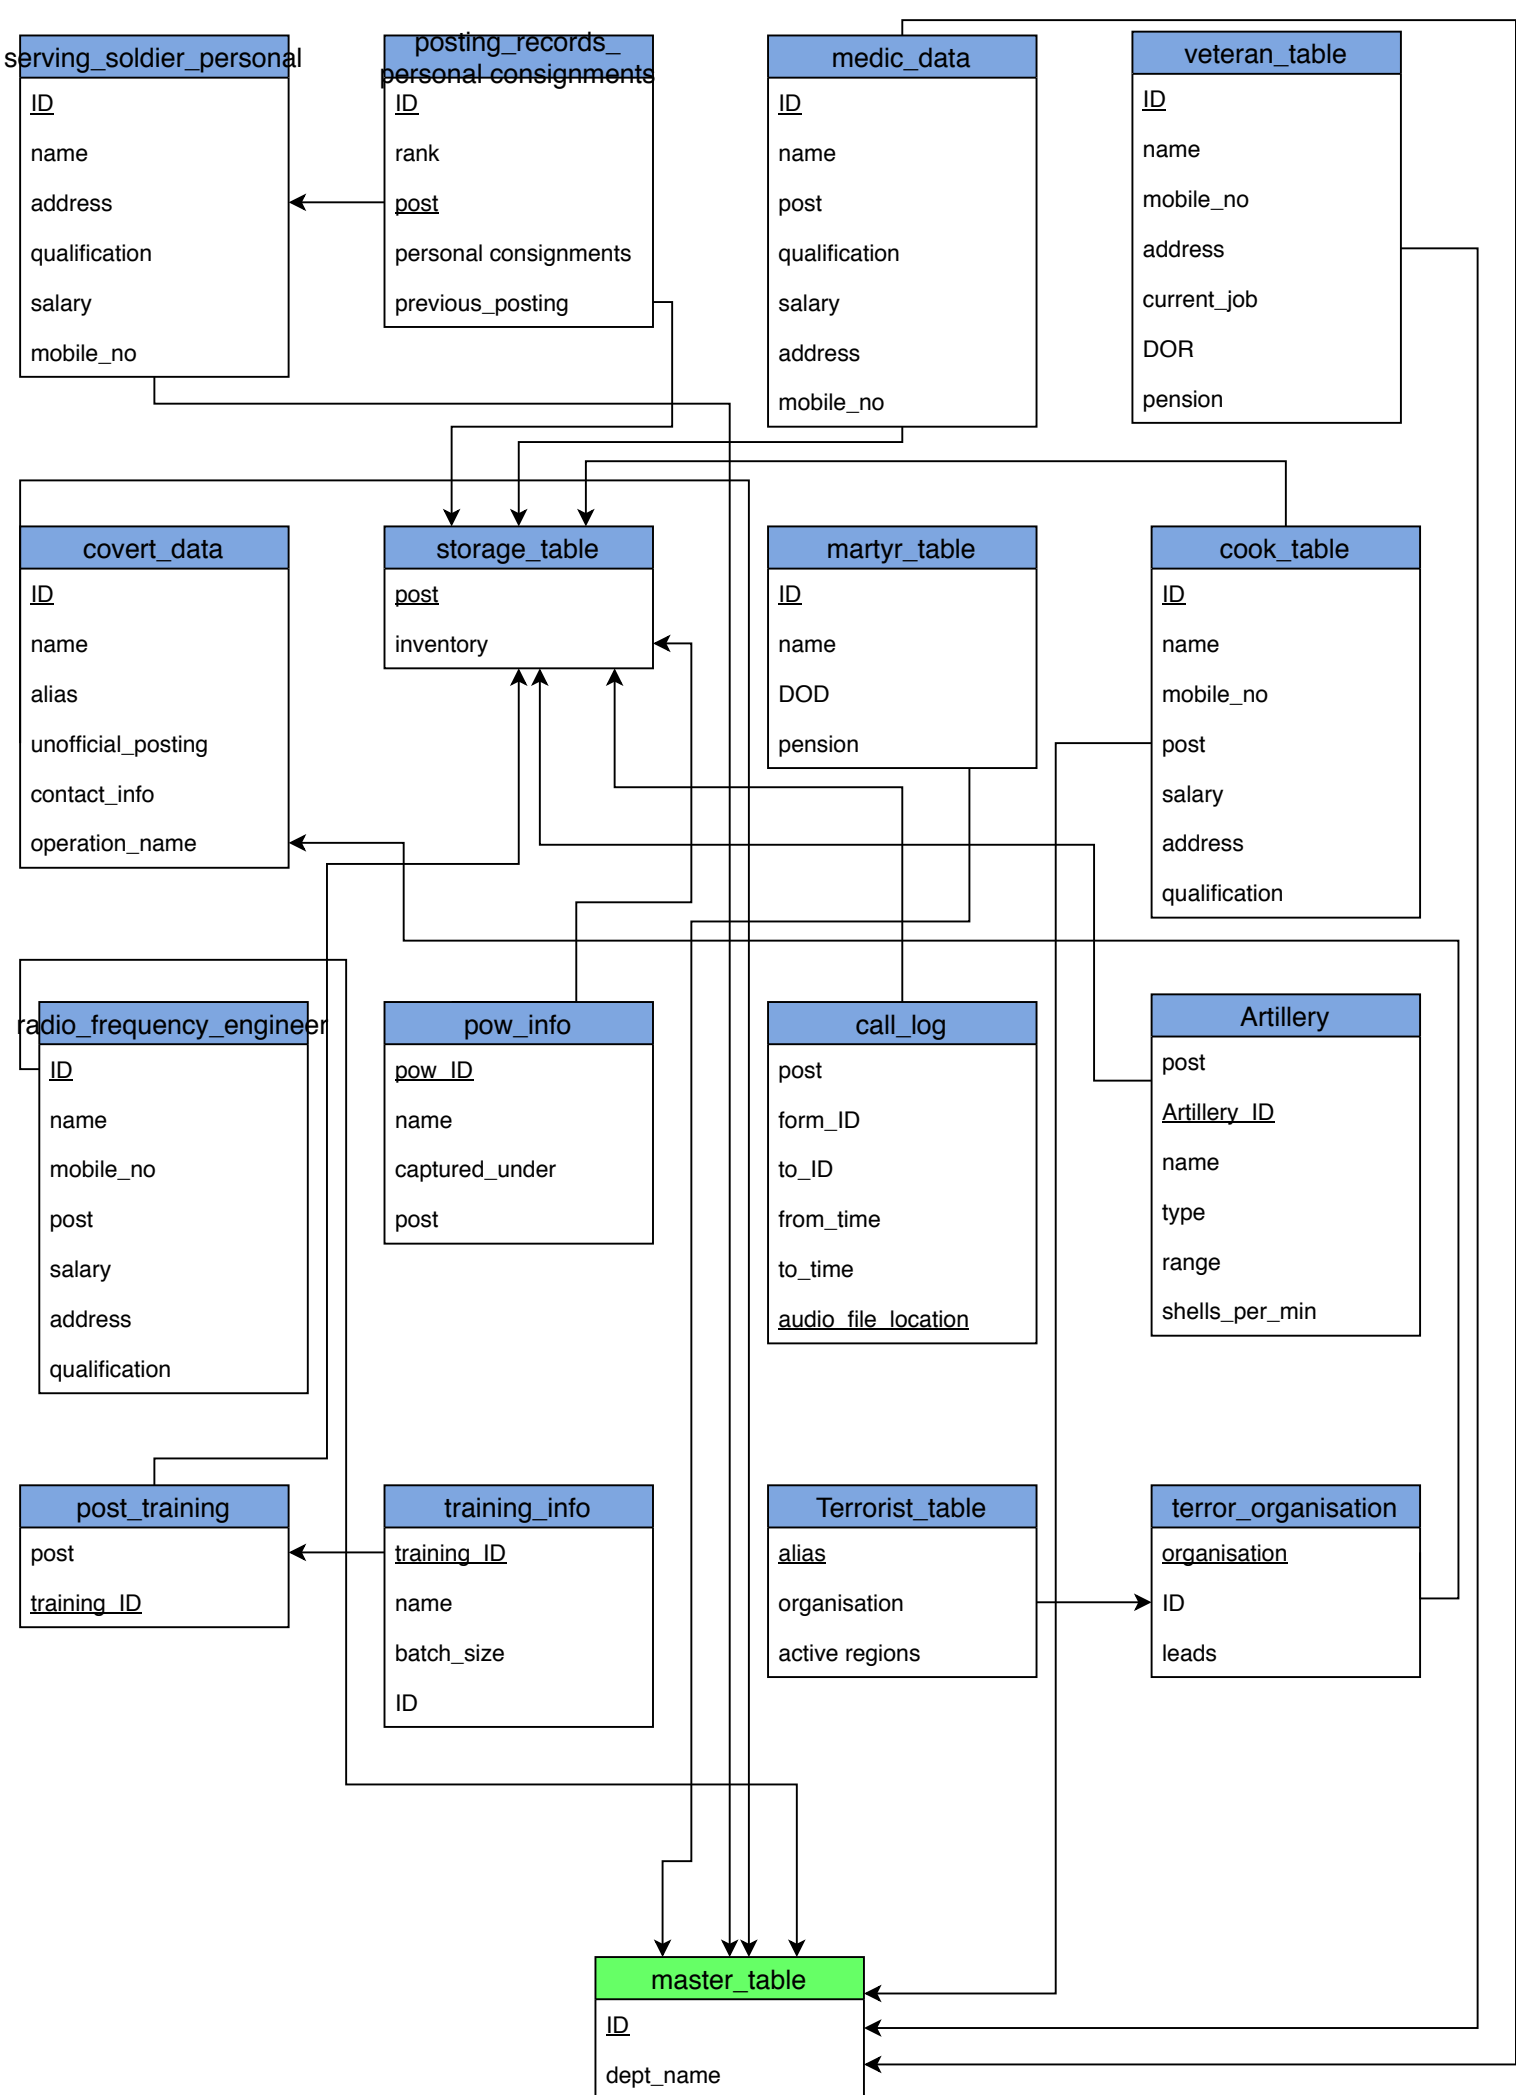 serving_soldier_personal
ID
name
address
qualification
salary
mobile_no
posting_records_
personal consignments
ID
rank
post
personal consignments
previous_posting
medic_data
ID
name
post
qualification
salary
address
mobile_no
veteran_table
ID
name
mobile_no
address
current_job
DOR
pension
covert_data
ID
name
alias
unofficial_posting
contact_info
operation_name
storage_table
post
inventory
martyr_table
ID
name
DOD
pension
cook_table
ID
name
mobile_no
post
salary
address
qualification
radio_frequency_engineer
ID
name
mobile_no
post
salary
address
qualification
pow_info
pow_ID
name
captured_under
post
call_log
post
form_ID
to_ID
from_time
to_time
audio_file_location
Artillery
post
Artillery_ID
name
type
range
shells_per_min
post_training
post
training_ID
training_info
training_ID
name
batch_size
ID
Terrorist_table
alias
organisation
active regions
terror_organisation
organisation
ID
leads
master_table
ID
dept_name